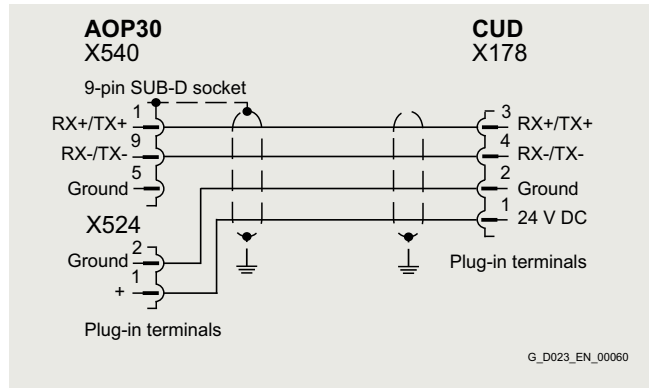 AOP30
X540
CUD
X178
9-pin SUB-D socket
1
RX+/TX+
9
RX-/TX-
5
Ground
3
RX+/TX+
4
RX-/TX-
2
Ground
1
24 V DC
X524
2
Ground
1
+
Plug-in terminals
Plug-in terminals
G_D023_EN_00060